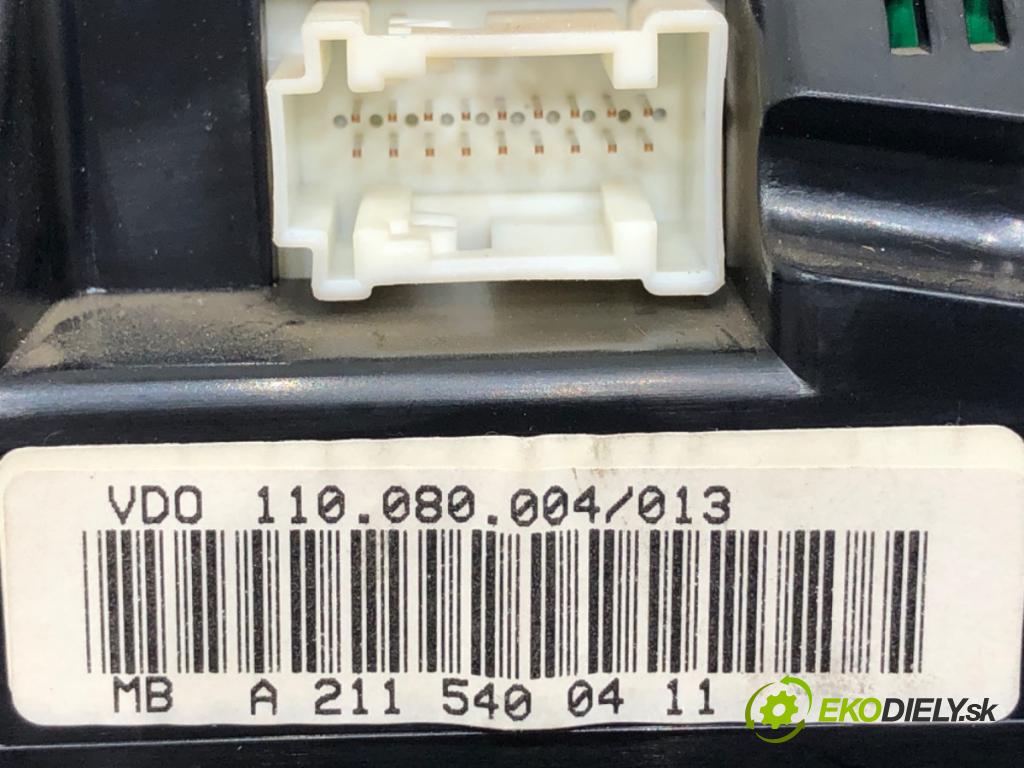 VDO 110.080.004/013
MB A 211 540 04 11
EKODIELY.sk